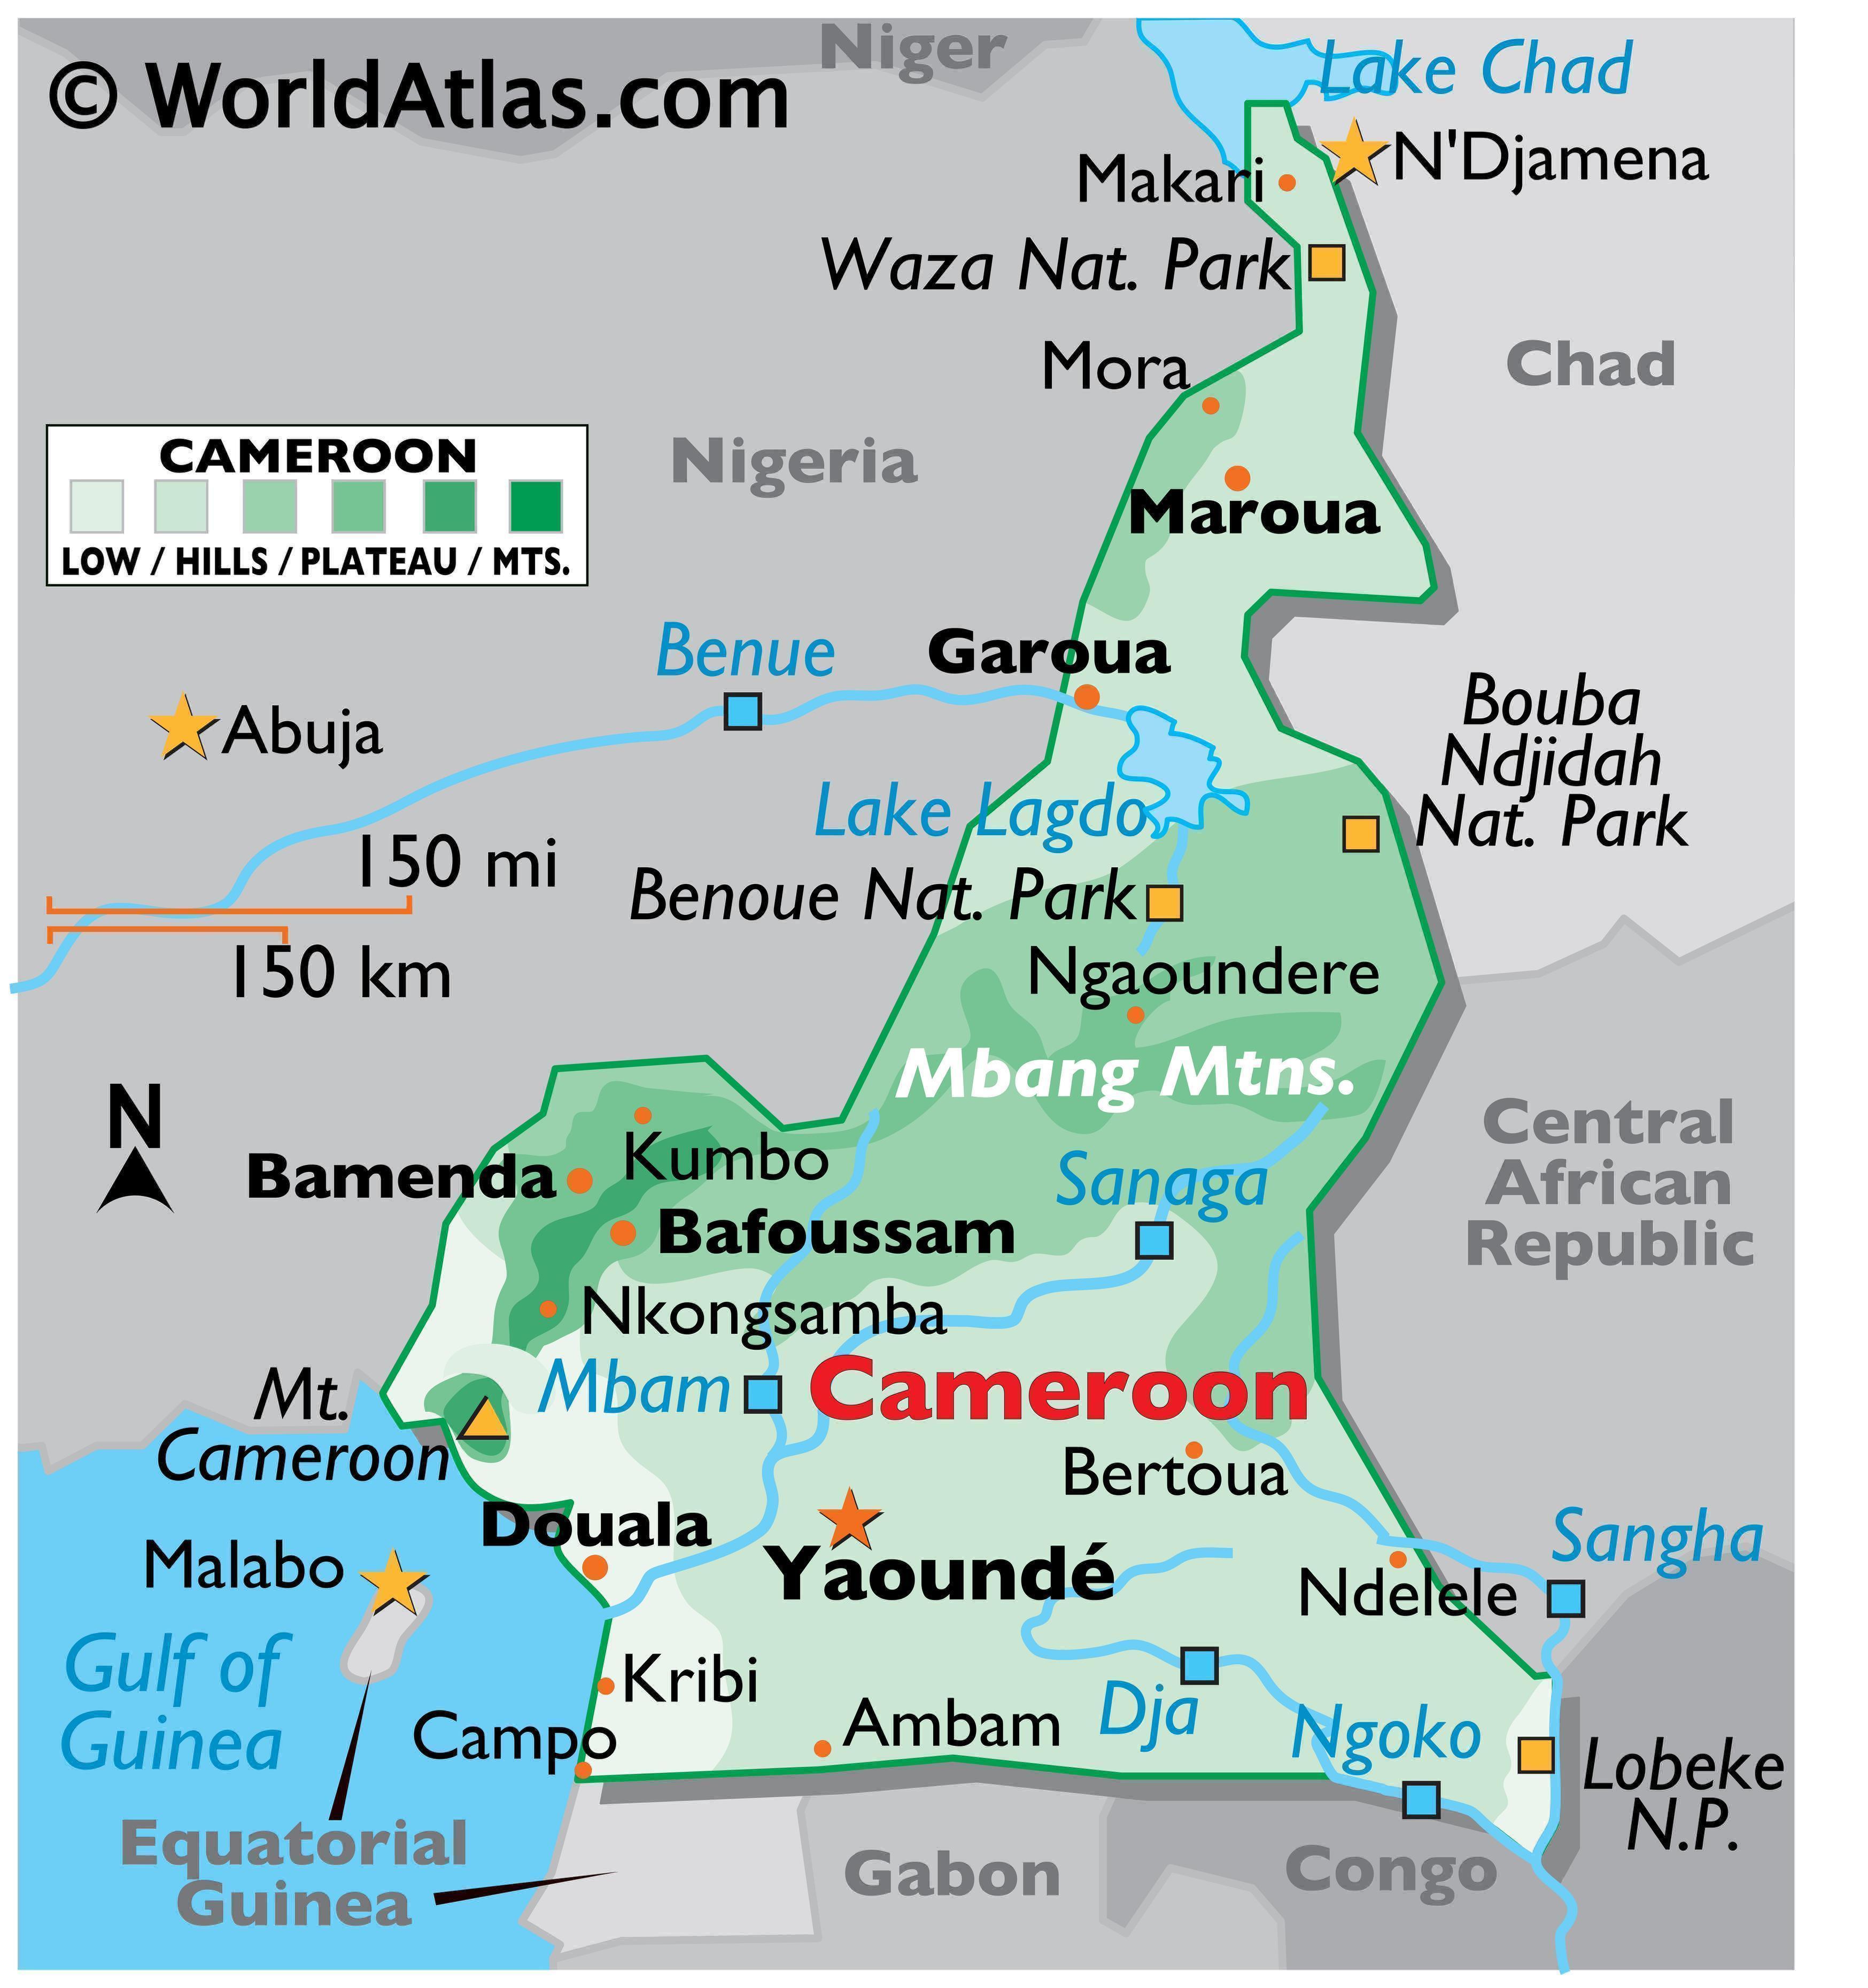 Niger
© WorldAtlas.com
Lake Chad
N'Djamena
Makari
Waza Nat. Park
Mora
Chad
Nigeria
CAMEROON
LOW / HILLS / PLATEAU / MTS.
Maroua
Benue
Garoua
Abuja
Bouba
Ndjidah
Nat. Park
Lake Lagdo
150 mi
Benoue Nat. Park
150 km
Ngaoundere
Mbang Mtns.
N
Central
African
Republic
Kumbo
Bamenda
Sanaga
Bafoussam
Nkongsamba
Mt.
Cameroon
Mbam
Cameroon
Bertoua
Douala
Yaoundé
Sangha
Malabo
Ndelele
Gulf of
Guinea
Kribi
Campo
Ambam
Dja
Ngoko
Lobeke
N.P.
Equatorial
Guinea
Gabon
Congo